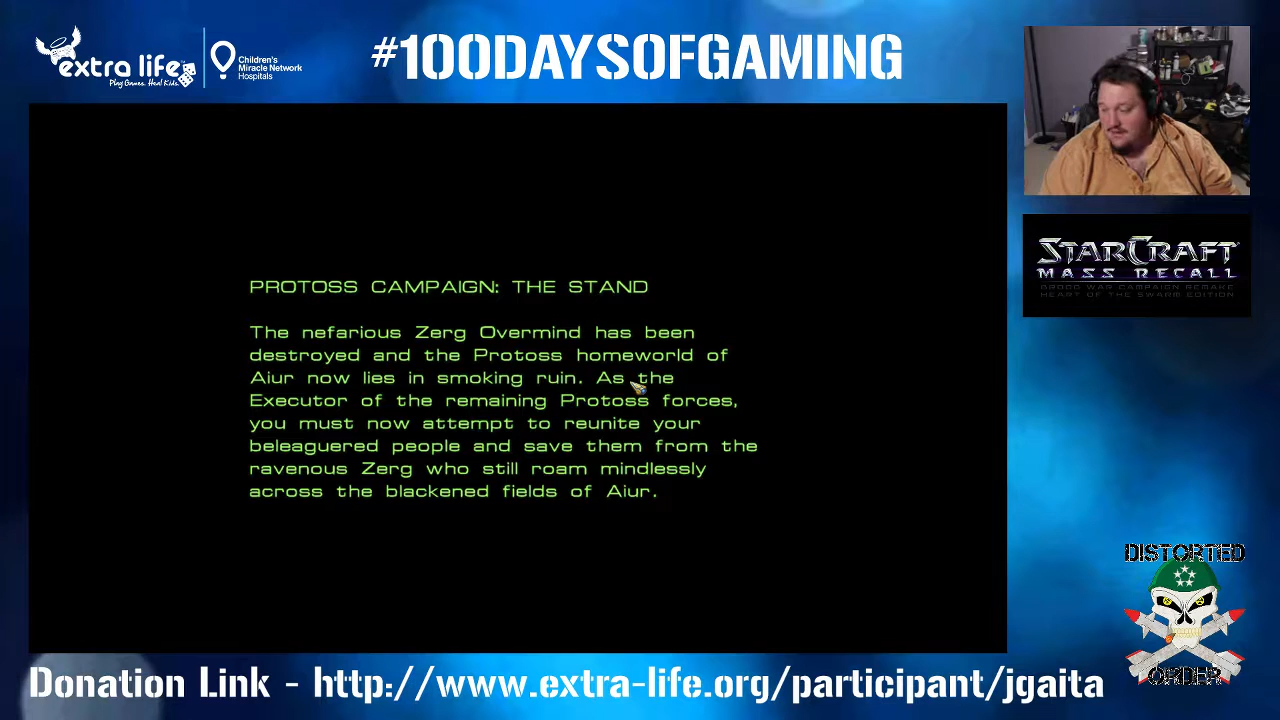 extra life
Play Games. Heal Kids.
Children's
Miracle Network
Hospitals
#100DAYSOFGAMING
STARCRAFT
MASS RECALL
BROOD WAR CAMPAIGN REMAKE
HEART OF THE SWARM EDITION
PROTOSS CAMPAIGN: THE STAND
The nefarious Zerg Overmind has been
destroyed and the Protoss homeworld of
Aiur now lies in smoking ruin. As the
Executor of the remaining Protoss forces,
you must now attempt to reunite your
beleaguered people and save them from the
ravenous Zerg who still roam mindlessly
across the blackened fields of Aiur.
DISTORTED
ORDER
Donation Link - http://www.extra-life.org/participant/jgaita